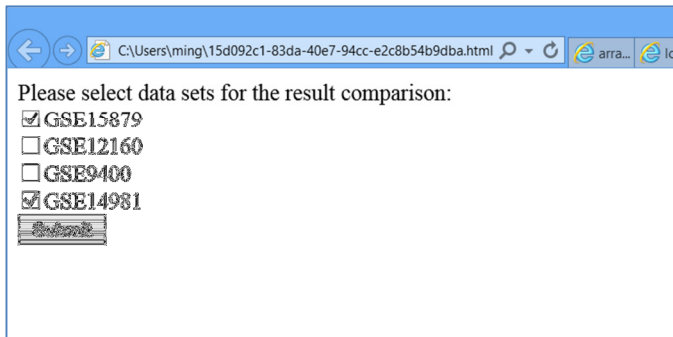 C:\Users\ming\15d092c1-83da-40e7-94cc-e2c8b54b9dba.html
arra...
Please select data sets for the result comparison:
GSE15879
GSE12160
GSE9400
GSE14981
Submit